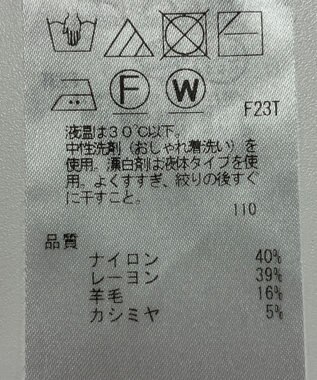 F
W
F23T
液温は30℃以下。
中性洗剤（おしゃれ着洗い）を
使用。漂白剤は液体タイプを使
用。よくすすぎ、絞りの後すぐ
に干すこと。
110
品質
ナイロン 40%
レーヨン 39%
羊毛 16%
カシミヤ 5%